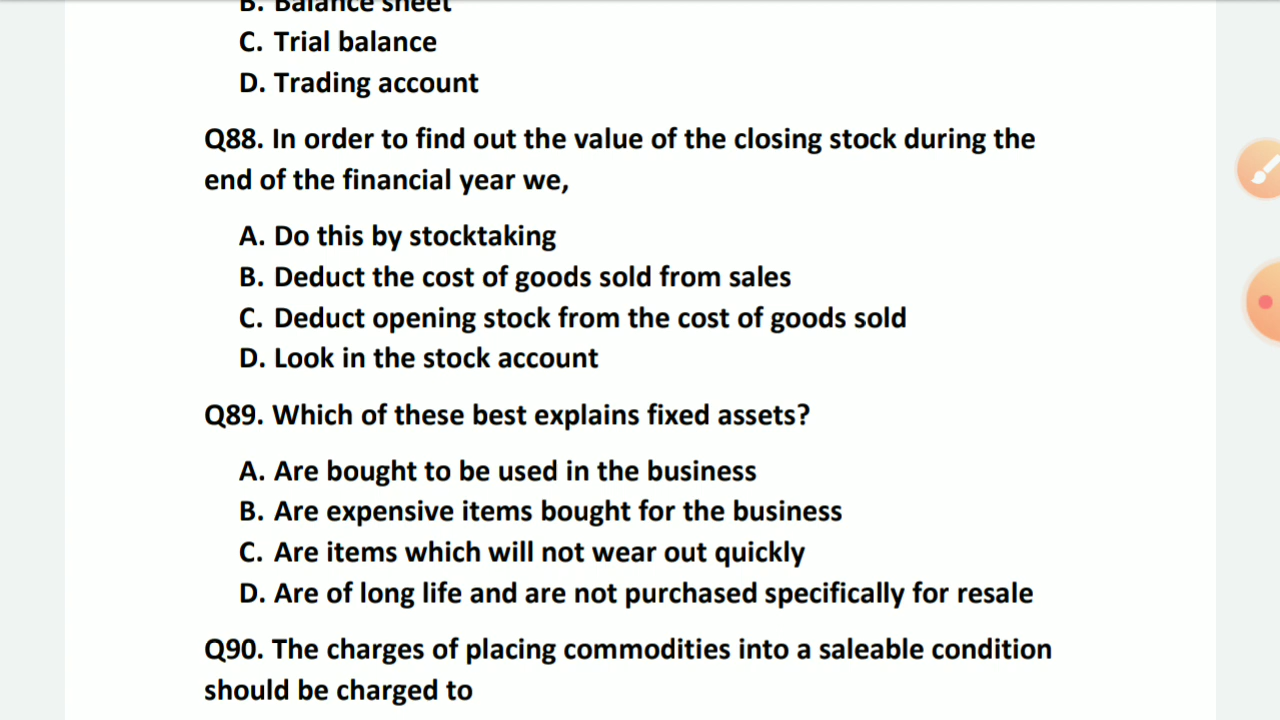 B. Balance sheet
C. Trial balance
D. Trading account
Q88. In order to find out the value of the closing stock during the
end of the financial year we,
A. Do this by stocktaking
B. Deduct the cost of goods sold from sales
C. Deduct opening stock from the cost of goods sold
D. Look in the stock account
Q89. Which of these best explains fixed assets?
A. Are bought to be used in the business
B. Are expensive items bought for the business
C. Are items which will not wear out quickly
D. Are of long life and are not purchased specifically for resale
Q90. The charges of placing commodities into a saleable condition
should be charged to